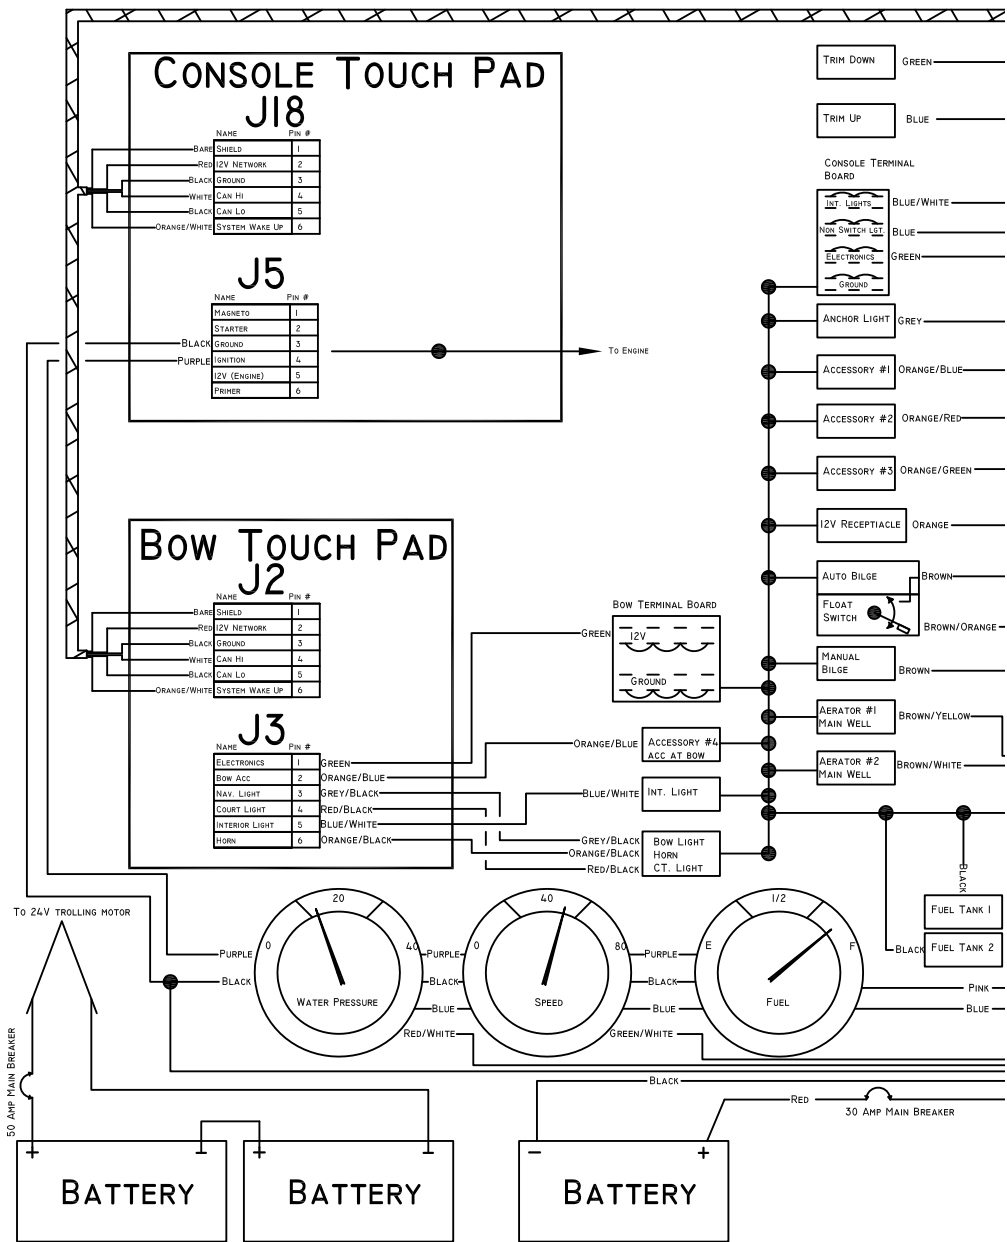 CONSOLE TOUCH PAD
J18
NAME PIN #
BARE SHIELD 1
RED 12V NETWORK 2
BLACK GROUND 3
WHITE CAN HI 4
BLACK CAN LO 5
ORANGE/WHITE SYSTEM WAKE UP 6
J5
NAME PIN #
MAGNETO 1
STARTER 2
BLACK GROUND 3
PURPLE IGNITION 4
12V (ENGINE) 5
PRIMER 6
TO ENGINE
BOW TOUCH PAD
J2
NAME PIN #
BARE SHIELD 1
RED 12V NETWORK 2
BLACK GROUND 3
WHITE CAN HI 4
BLACK CAN LO 5
ORANGE/WHITE SYSTEM WAKE UP 6
J3
NAME PIN #
ELECTRONICS 1 GREEN
BOW ACC 2 ORANGE/BLUE
NAV. LIGHT 3 GREY/BLACK
COURT LIGHT 4 RED/BLACK
INTERIOR LIGHT 5 BLUE/WHITE
HORN 6 ORANGE/BLACK
BOW TERMINAL BOARD
GREEN 12V
GROUND
ORANGE/BLUE ACCESSORY #4
ACC AT BOW
BLUE/WHITE INT. LIGHT
GREY/BLACK BOW LIGHT
ORANGE/BLACK HORN
RED/BLACK CT. LIGHT
TRIM DOWN GREEN
TRIM UP BLUE
CONSOLE TERMINAL
BOARD
INT. LIGHTS BLUE/WHITE
NON SWITCH LGT. BLUE
ELECTRONICS GREEN
GROUND
ANCHOR LIGHT GREY
ACCESSORY #1 ORANGE/BLUE
ACCESSORY #2 ORANGE/RED
ACCESSORY #3 ORANGE/GREEN
12V RECEPTIACLE ORANGE
AUTO BILGE BROWN
FLOAT
SWITCH
BROWN/ORANGE
MANUAL
BILGE
BROWN
AERATOR #1
MAIN WELL
BROWN/YELLOW
AERATOR #2
MAIN WELL
BROWN/WHITE
BLACK
FUEL TANK 1
BLACK FUEL TANK 2
TO 24V TROLLING MOTOR
PURPLE
BLACK
0 20 40
WATER PRESSURE
PURPLE
BLACK
BLUE
RED/WHITE
0 40 80
SPEED
PURPLE
BLACK
BLUE
GREEN/WHITE
E 1/2 F
FUEL
PINK
BLUE
50 AMP MAIN BREAKER
BLACK
RED
30 AMP MAIN BREAKER
+ -
BATTERY
+ -
BATTERY
- +
BATTERY